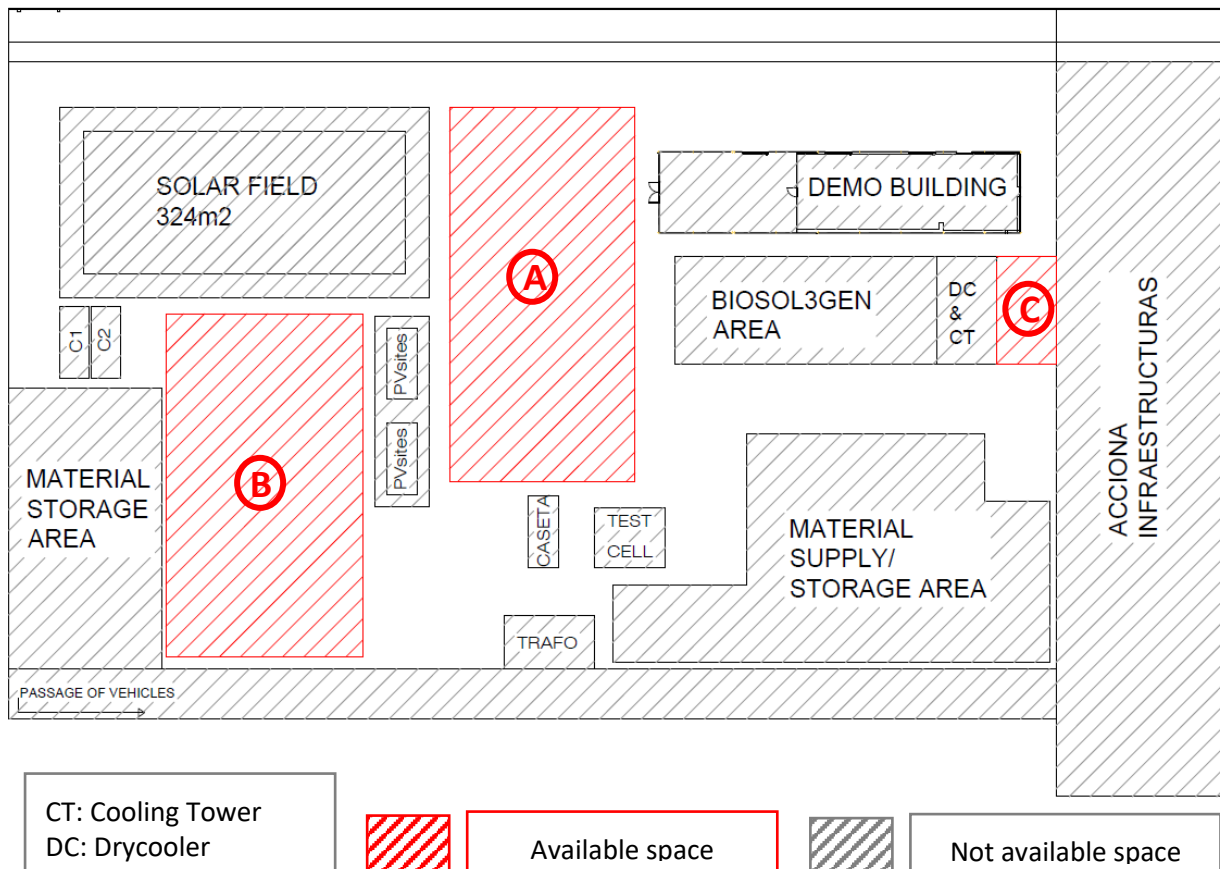 SOLAR FIELD
324m2
A
DEMO BUILDING
BIOSOL3GEN
AREA
DC
&
CT
C
C1
C2
PVsites
PVsites
B
MATERIAL
STORAGE
AREA
CASETA
TEST
CELL
MATERIAL
SUPPLY/
STORAGE AREA
ACCIONA
INFRAESTRUCTURAS
TRAFO
PASSAGE OF VEHICLES
CT: Cooling Tower
DC: Drycooler
Available space
Not available space